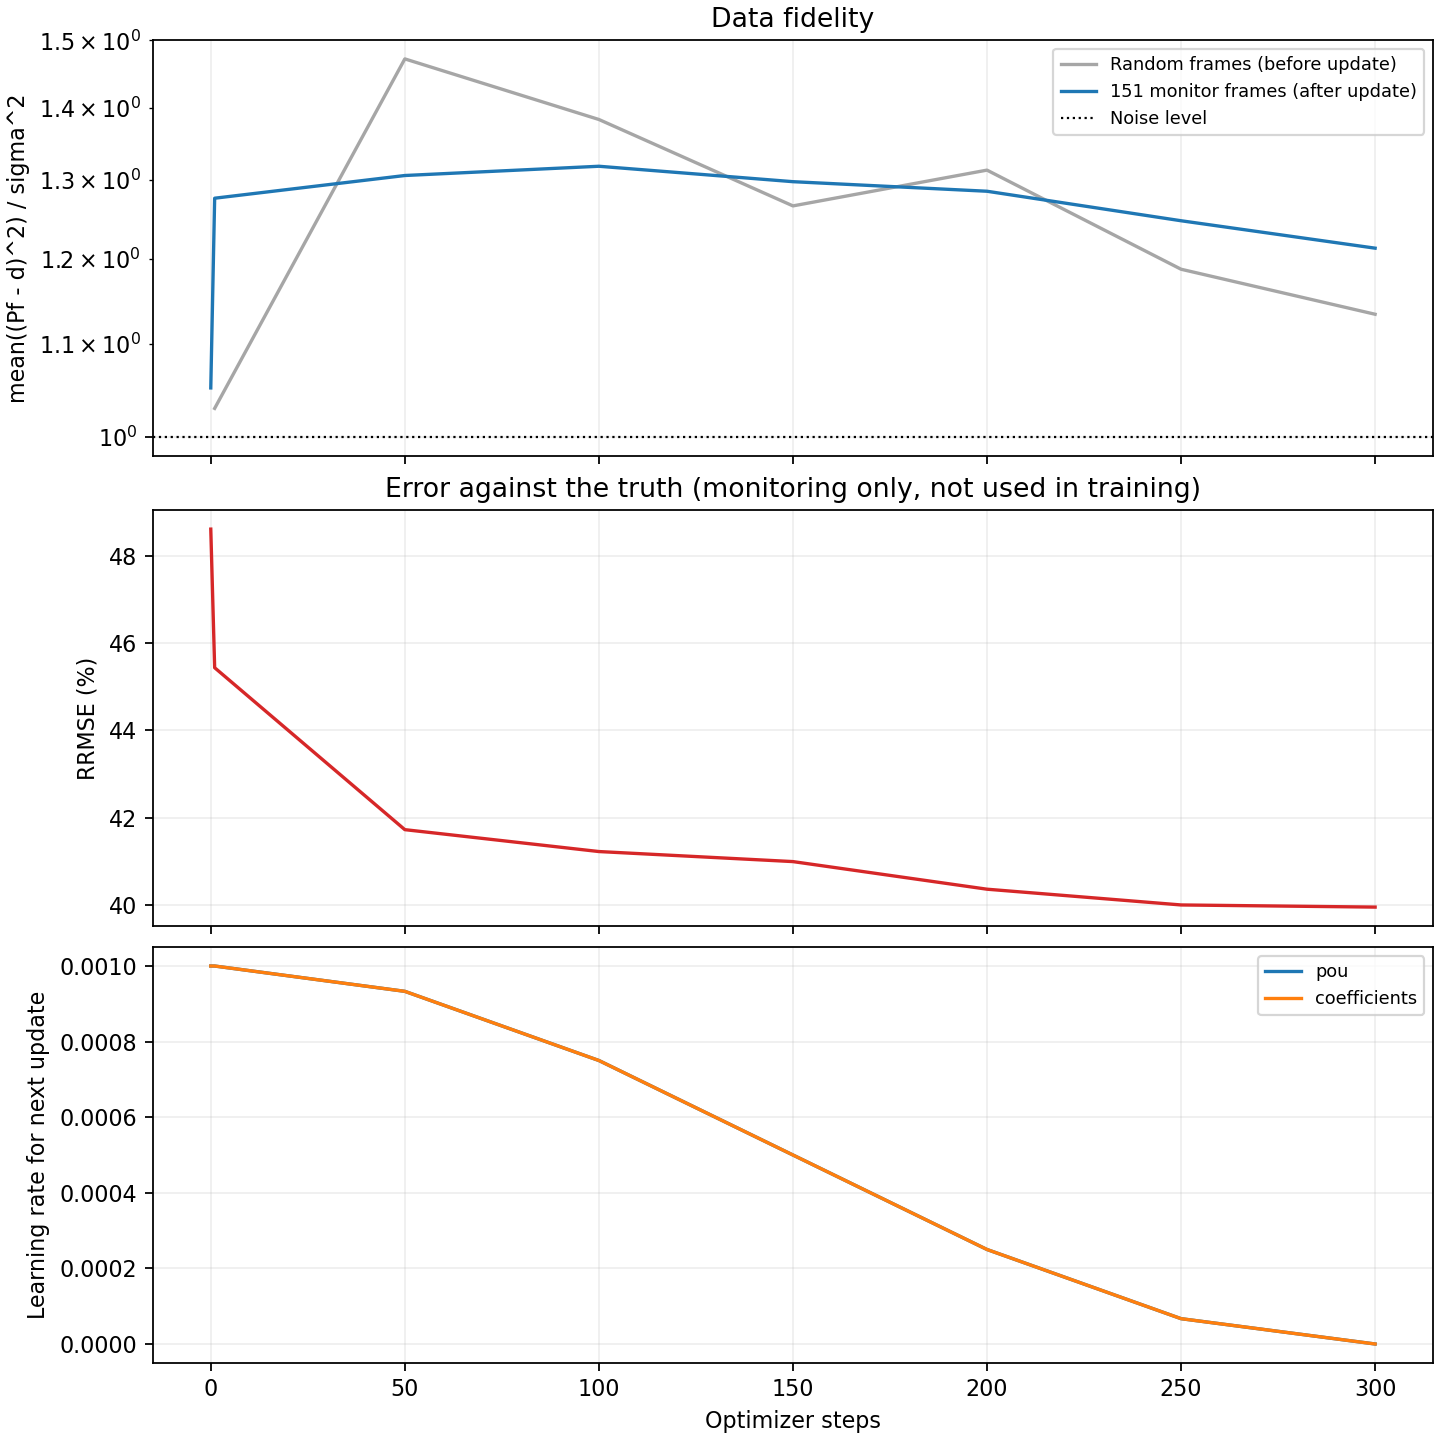 Data fidelity
mean((Pf - d)^2) / sigma^2
1.5 × 10⁰
1.4 × 10⁰
1.3 × 10⁰
1.2 × 10⁰
1.1 × 10⁰
10⁰
Random frames (before update)
151 monitor frames (after update)
Noise level
Error against the truth (monitoring only, not used in training)
RRMSE (%)
48
46
44
42
40
Learning rate for next update
0.0010
0.0008
0.0006
0.0004
0.0002
0.0000
pou
coefficients
0 50 100 150 200 250 300
Optimizer steps